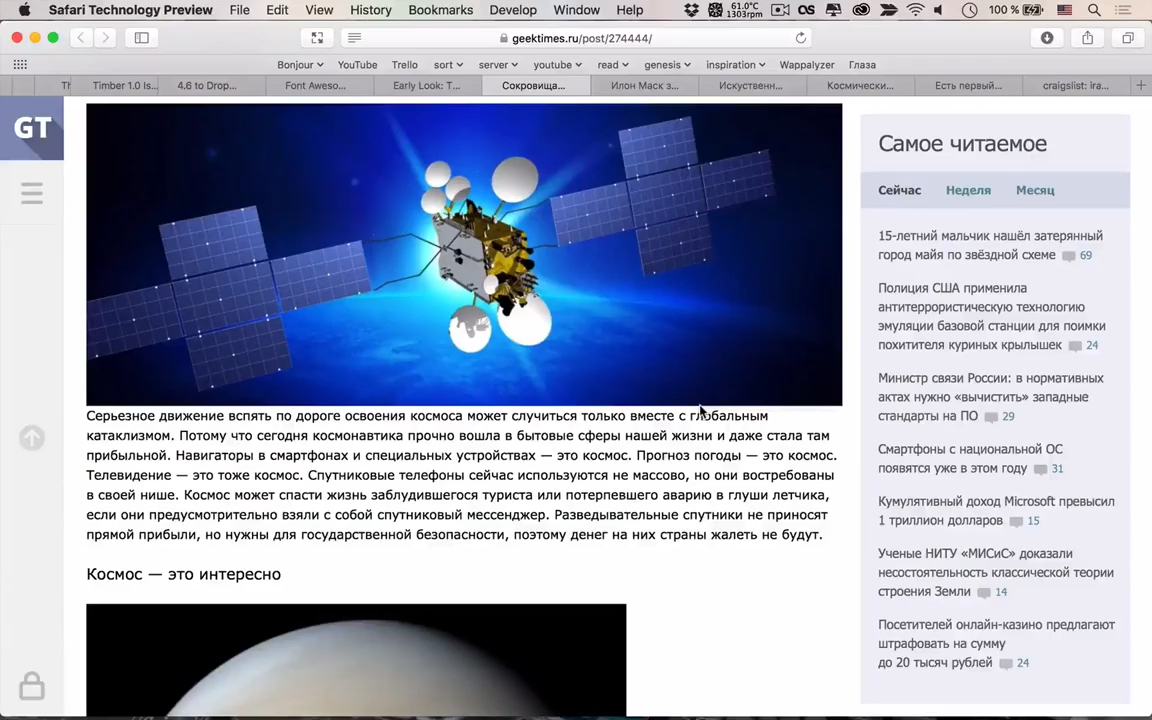 Safari Technology Preview File Edit View History Bookmarks Develop Window Help 61.0°C 1303rpm 100 %
geektimes.ru/post/274444/
Bonjour YouTube Trello sort server youtube read genesis inspiration Wappalyzer Глаза
Th Timber 1.0 Is... 4.6 to Drop... Font Aweso... Early Look: T... Сокровища... Илон Маск з... Искуственн... Космически... Есть первый... craigslist: ira...
GT
Серьезное движение вспять по дороге освоения космоса может случиться только вместе с глобальным
катаклизмом. Потому что сегодня космонавтика прочно вошла в бытовые сферы нашей жизни и даже стала там
прибыльной. Навигаторы в смартфонах и специальных устройствах — это космос. Прогноз погоды — это космос.
Телевидение — это тоже космос. Спутниковые телефоны сейчас используются не массово, но они востребованы
в своей нише. Космос может спасти жизнь заблудившегося туриста или потерпевшего аварию в глуши летчика,
если они предусмотрительно взяли с собой спутниковый мессенджер. Разведывательные спутники не приносят
прямой прибыли, но нужны для государственной безопасности, поэтому денег на них страны жалеть не будут.
Космос — это интересно
Самое читаемое
Сейчас Неделя Месяц
15-летний мальчик нашёл затерянный
город майя по звёздной схеме 69
Полиция США применила
антитеррористическую технологию
эмуляции базовой станции для поимки
похитителя куриных крылышек 24
Министр связи России: в нормативных
актах нужно «вычистить» западные
стандарты на ПО 29
Смартфоны с национальной ОС
появятся уже в этом году 31
Кумулятивный доход Microsoft превысил
1 триллион долларов 15
Ученые НИТУ «МИСиС» доказали
несостоятельность классической теории
строения Земли 14
Посетителей онлайн-казино предлагают
штрафовать на сумму
до 20 тысяч рублей 24